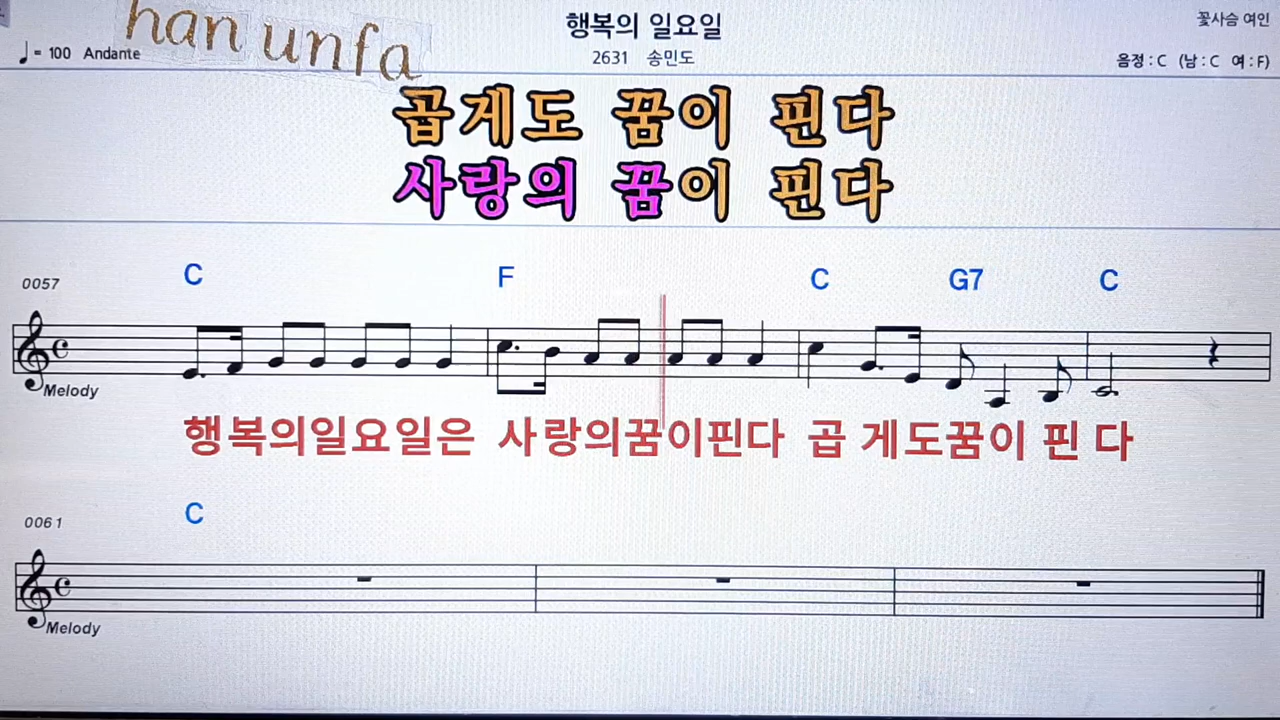 han unfa
행복의 일요일
꽃사슴 여인
♩= 100 Andante
2631 송민도
음정 : C (남 : C 여 : F)
곱게도 꿈이 핀다
사랑의 꿈이 핀다
0057
C F C G7 C
Melody
행복의일요일은 사랑의꿈이핀다 곱 게도꿈이 핀 다
0061
C
Melody